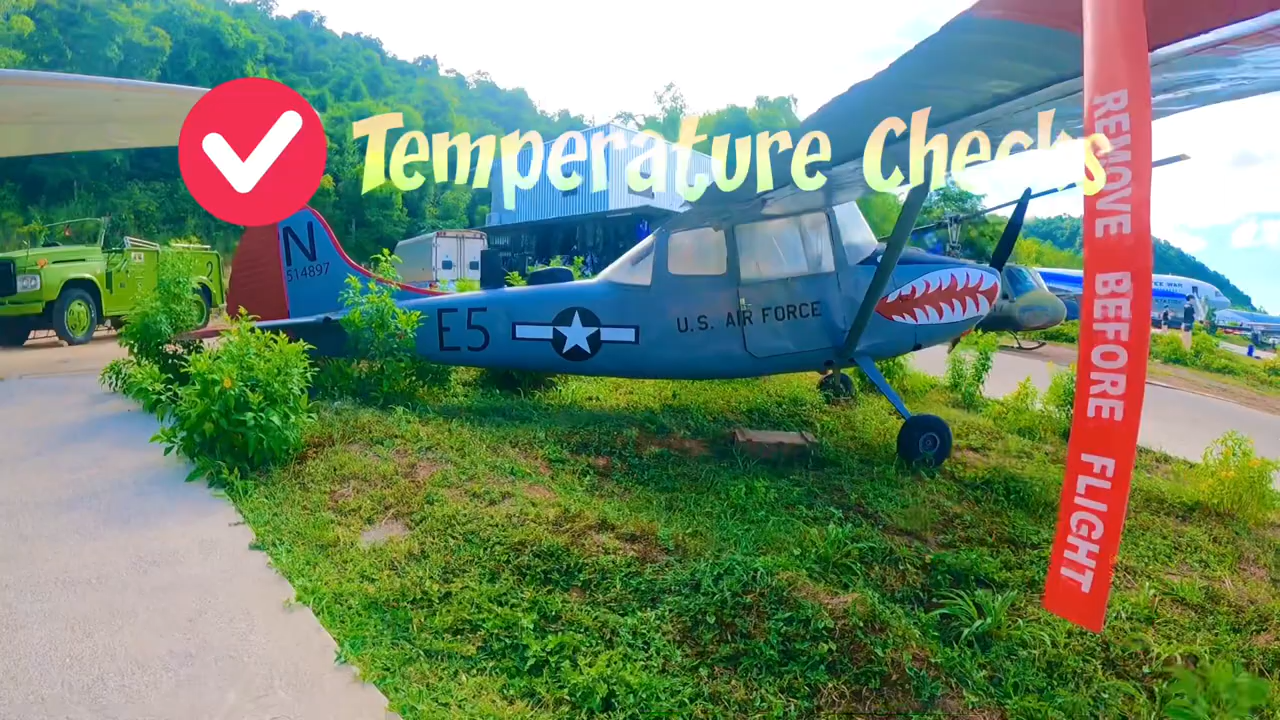 Temperature Checks
REMOVE BEFORE FLIGHT
N
514897
E5
U.S. AIR FORCE